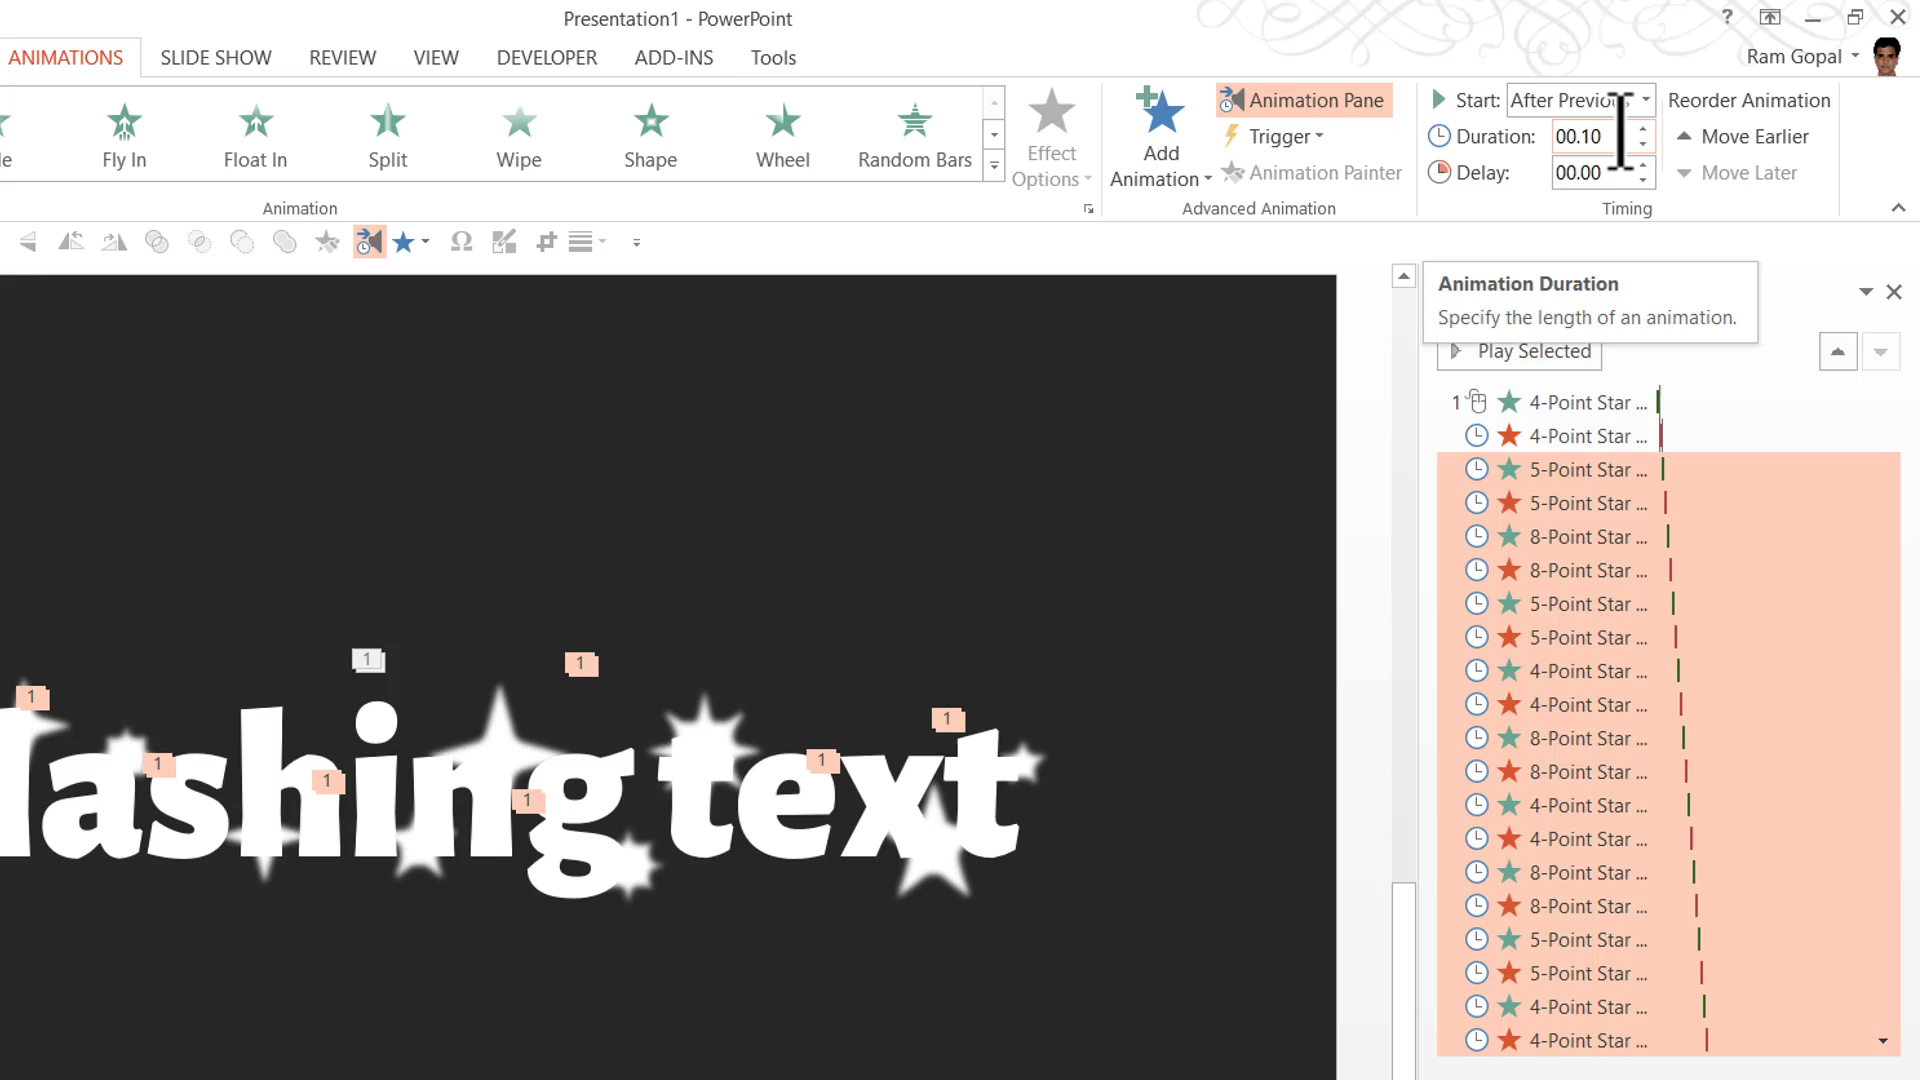 Presentation1 - PowerPoint
?
ANIMATIONS SLIDE SHOW REVIEW VIEW DEVELOPER ADD-INS Tools
Ram Gopal
Fly In Float In Split Wipe Shape Wheel Random Bars
Effect Options
Add Animation
Animation Pane
Trigger
Animation Painter
Start: After Previous
Duration: 00.10
Delay: 00.00
Reorder Animation
Move Earlier
Move Later
Animation
Advanced Animation
Timing
Animation Duration
Specify the length of an animation.
Play Selected
1 4-Point Star ...
4-Point Star ...
5-Point Star ...
5-Point Star ...
8-Point Star ...
8-Point Star ...
5-Point Star ...
5-Point Star ...
4-Point Star ...
4-Point Star ...
8-Point Star ...
8-Point Star ...
4-Point Star ...
4-Point Star ...
8-Point Star ...
8-Point Star ...
5-Point Star ...
5-Point Star ...
4-Point Star ...
4-Point Star ...
1
1
1
1
1
1
1
1
lashing text